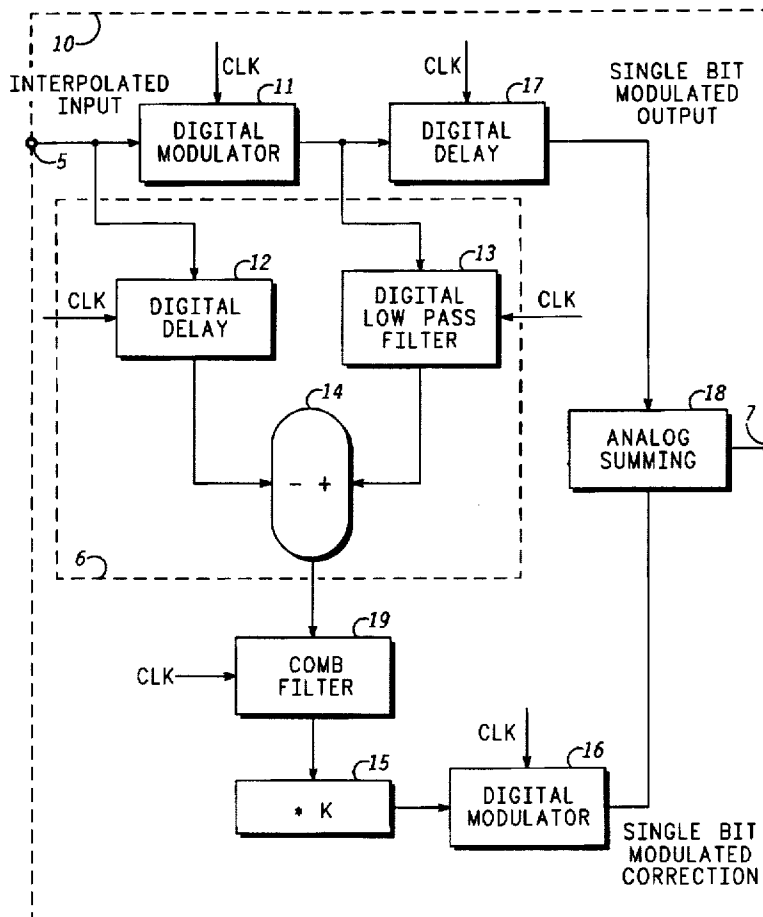 10
INTERPOLATED
INPUT
CLK
11
CLK
17
SINGLE BIT
MODULATED
OUTPUT
5
DIGITAL
MODULATOR
DIGITAL
DELAY
12
13
CLK
DIGITAL
DELAY
DIGITAL
LOW PASS
FILTER
CLK
14
- +
18
7
ANALOG
SUMMING
6
19
CLK
COMB
FILTER
15
* K
CLK
16
DIGITAL
MODULATOR
SINGLE BIT
MODULATED
CORRECTION